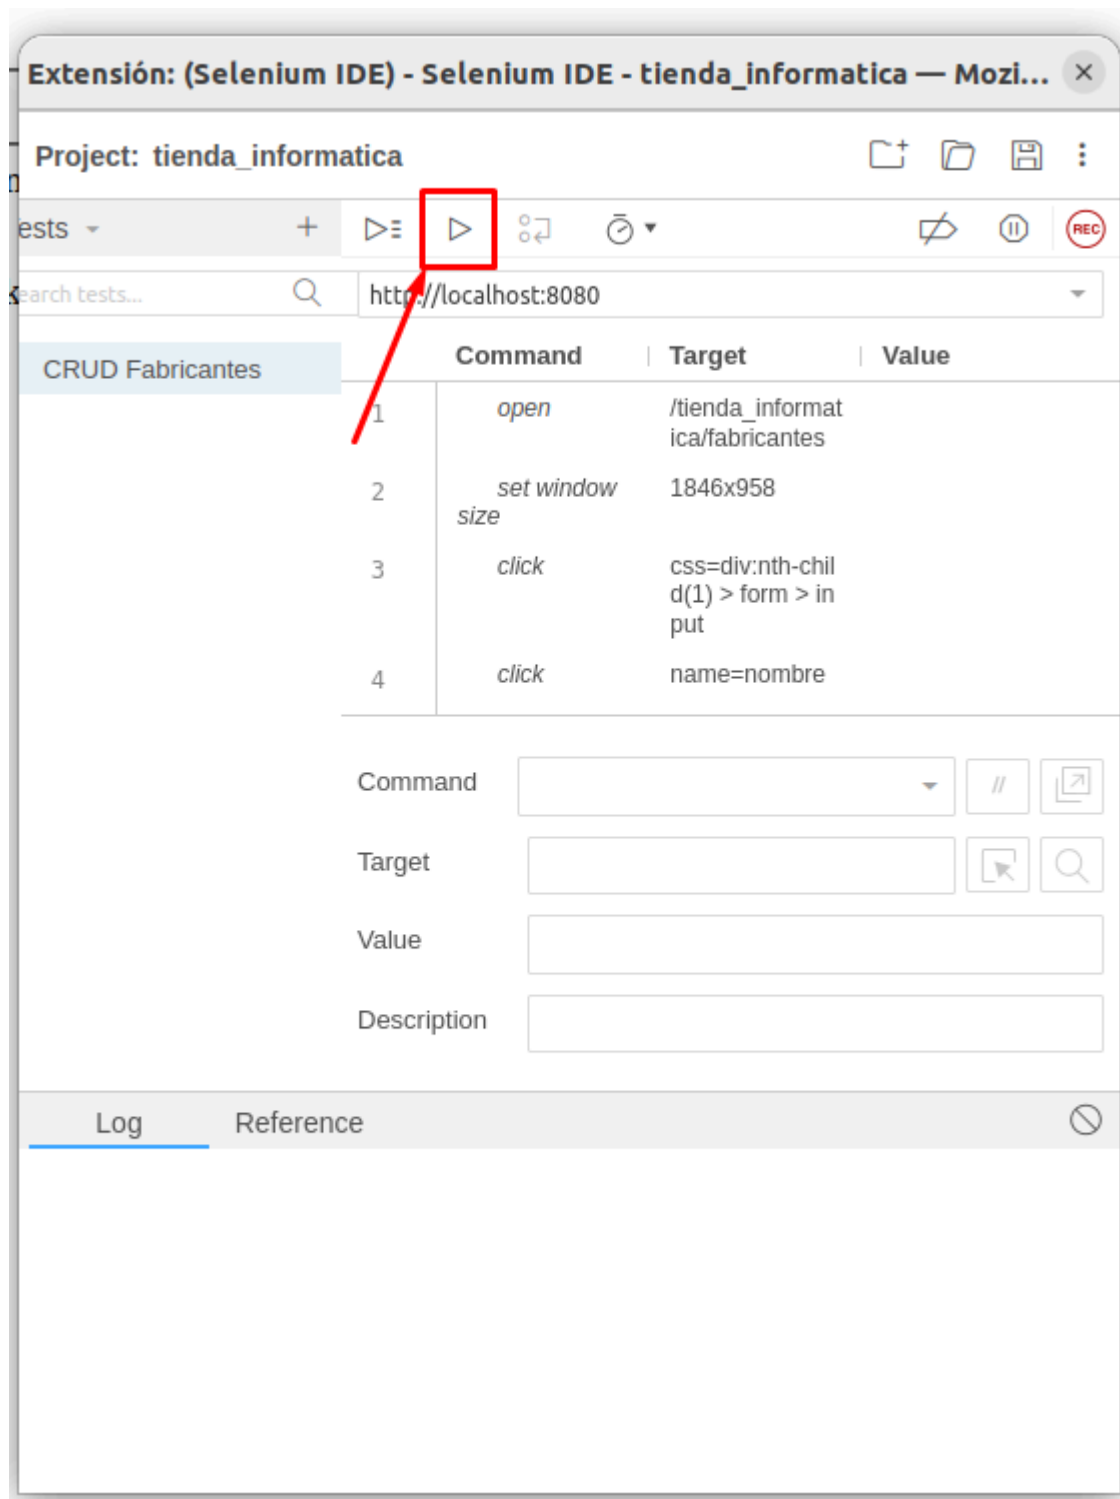 Extensión: (Selenium IDE) - Selenium IDE - tienda_informatica — Mozi...
Project: tienda_informatica
ests
REC
earch tests...
http://localhost:8080
CRUD Fabricantes
Command Target Value
1 open /tienda_informat
ica/fabricantes
2 set window 1846x958
size
3 click css=div:nth-chil
d(1) > form > in
put
4 click name=nombre
Command
//
Target
Value
Description
Log Reference